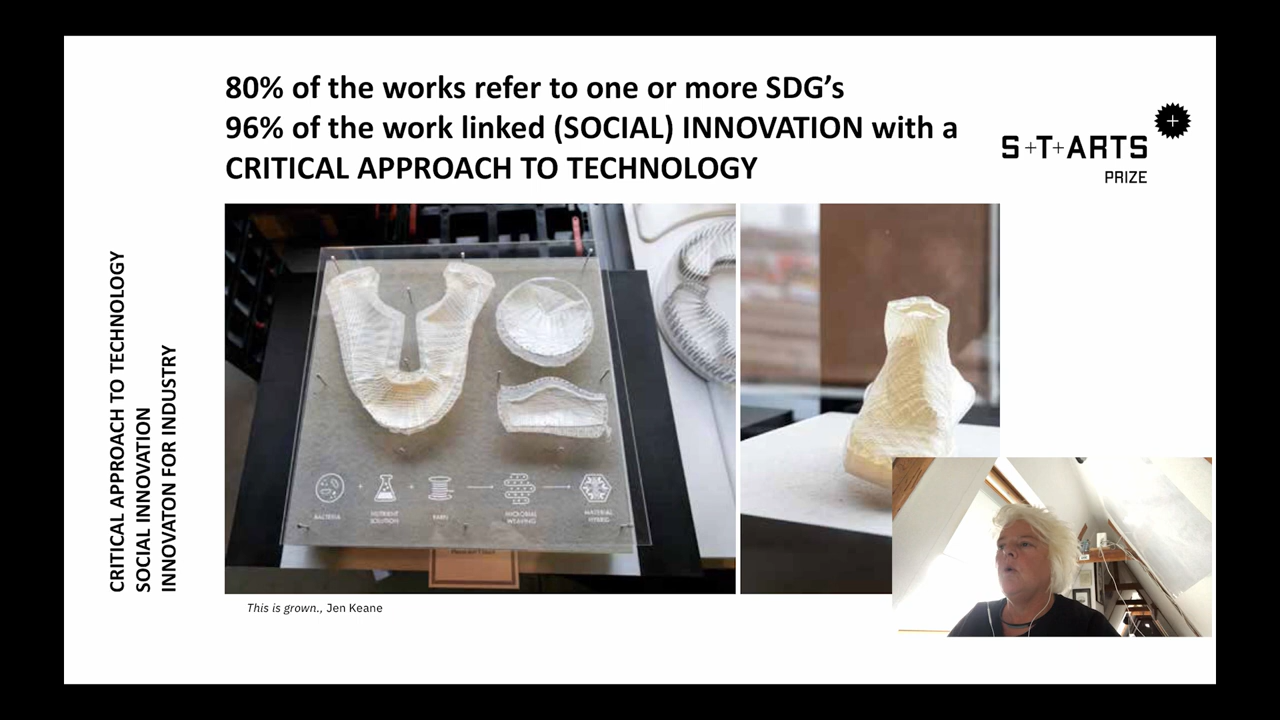 80% of the works refer to one or more SDG’s
96% of the work linked (SOCIAL) INNOVATION with a
CRITICAL APPROACH TO TECHNOLOGY
S+T+ARTS
PRIZE
CRITICAL APPROACH TO TECHNOLOGY
SOCIAL INNOVATION
INNOVATON FOR INDUSTRY
BACTERIA
NUTRIENT
SOLUTION
YARN
MICROBIAL
WEAVING
MATERIAL
HYBRID
This is grown., Jen Keane